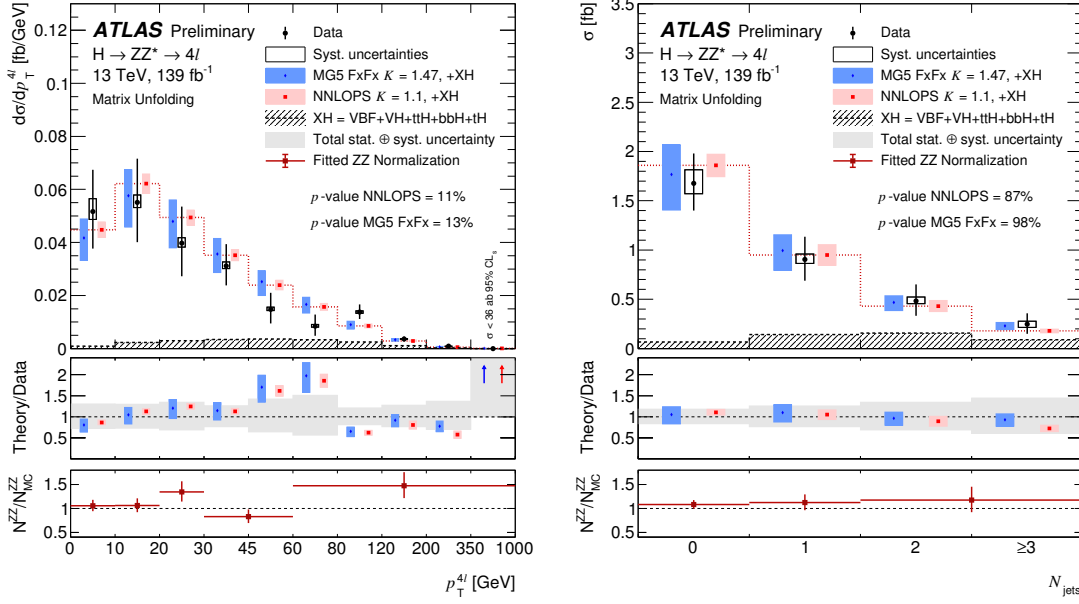 ATLAS Preliminary
H → ZZ* → 4l
13 TeV, 139 fb⁻¹
Matrix Unfolding
Data
Syst. uncertainties
MG5 FxFx K = 1.47, +XH
NNLOPS K = 1.1, +XH
XH = VBF+VH+ttH+bbH+tH
Total stat. ⊕ syst. uncertainty
Fitted ZZ Normalization
p-value NNLOPS = 11%
p-value MG5 FxFx = 13%
σ < 36 ab 95% CLₛ
dσ/dp_T^4l [fb/GeV]
0.12
0.1
0.08
0.06
0.04
0.02
0
Theory/Data
2
1.5
1
0.5
N^ZZ/N^ZZ_MC
1.5
1
0.5
0 10 20 30 45 60 80 120 200 350 1000
p_T^4l [GeV]
ATLAS Preliminary
H → ZZ* → 4l
13 TeV, 139 fb⁻¹
Matrix Unfolding
Data
Syst. uncertainties
MG5 FxFx K = 1.47, +XH
NNLOPS K = 1.1, +XH
XH = VBF+VH+ttH+bbH+tH
Total stat. ⊕ syst. uncertainty
Fitted ZZ Normalization
p-value NNLOPS = 87%
p-value MG5 FxFx = 98%
σ [fb]
3.5
3
2.5
2
1.5
1
0.5
0
Theory/Data
2
1.5
1
0.5
N^ZZ/N^ZZ_MC
1.5
1
0.5
0 1 2 ≥3
N_jets